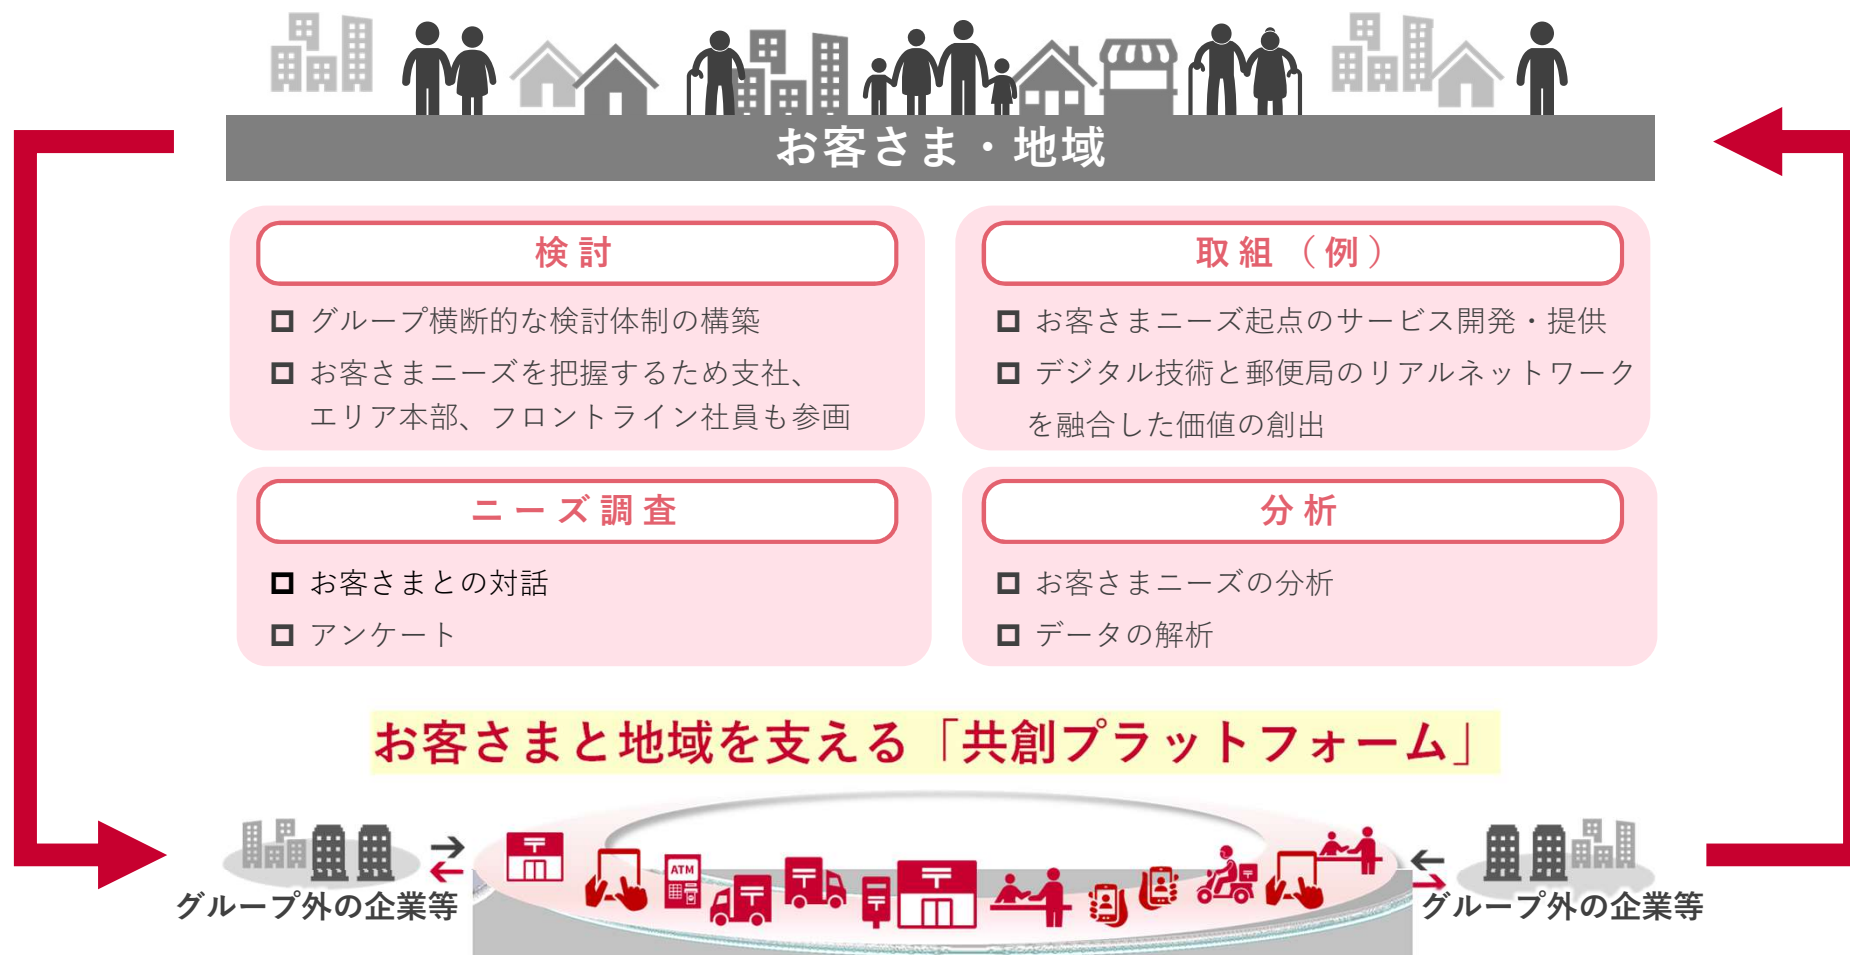 お客さま・地域
検討
グループ横断的な検討体制の構築
お客さまニーズを把握するため支社、
エリア本部、フロントライン社員も参画
取組（例）
お客さまニーズ起点のサービス開発・提供
デジタル技術と郵便局のリアルネットワーク
を融合した価値の創出
ニーズ調査
お客さまとの対話
アンケート
分析
お客さまニーズの分析
データの解析
お客さまと地域を支える「共創プラットフォーム」
グループ外の企業等
ATM
グループ外の企業等